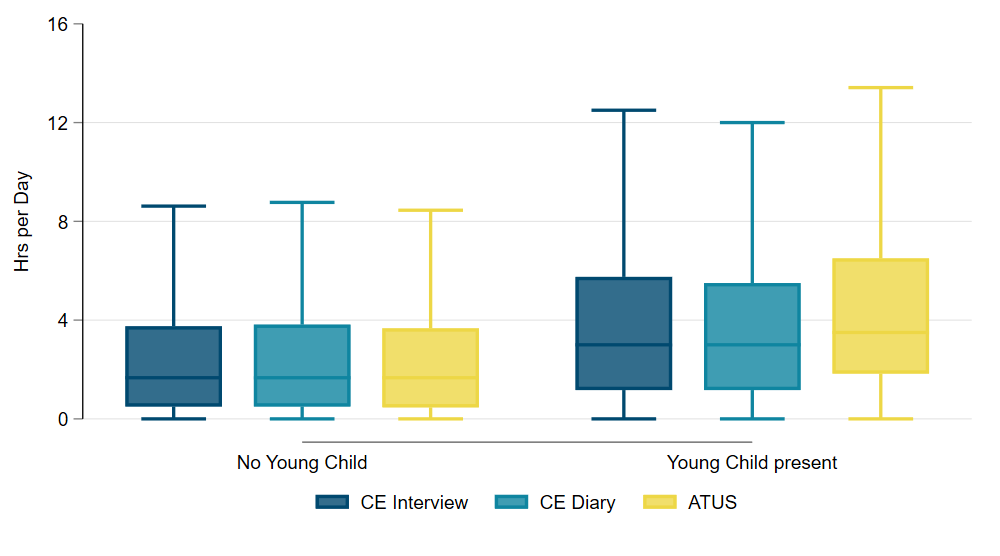 16
12
8
4
0
Hrs per Day
No Young Child
Young Child present
CE Interview
CE Diary
ATUS